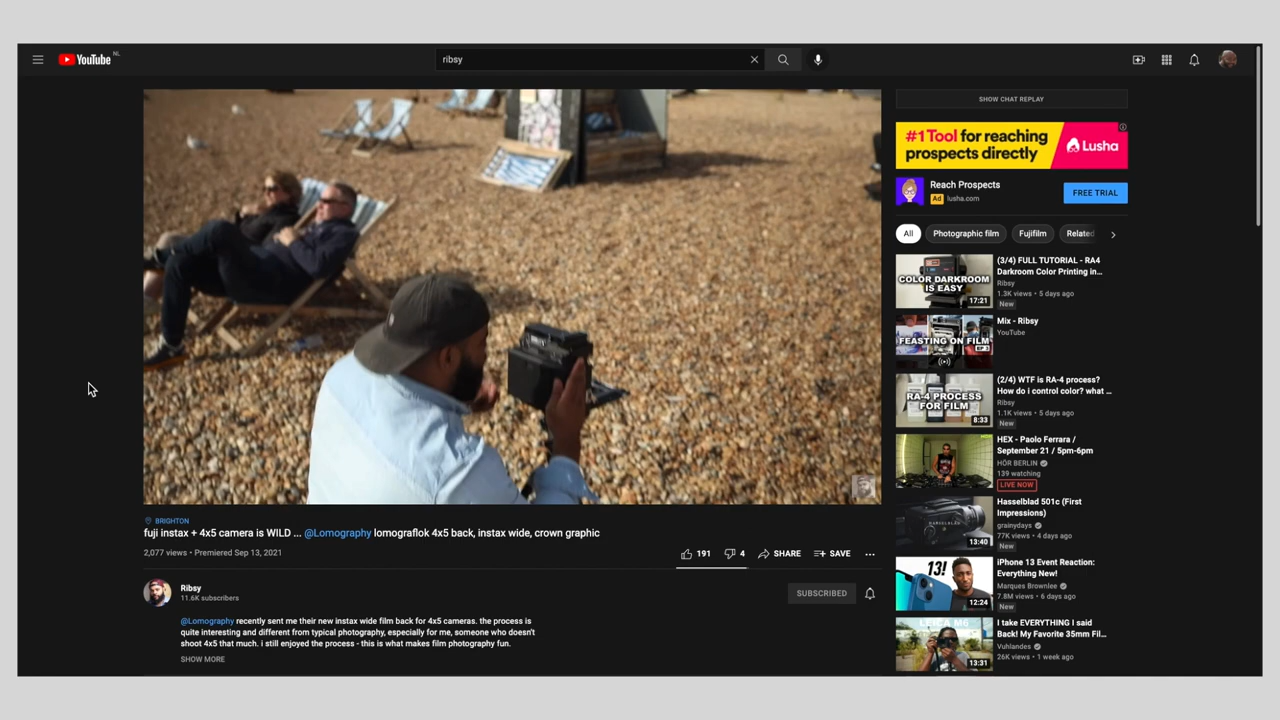 YouTube NL
ribsy
SHOW CHAT REPLAY
#1 Tool for reaching
prospects directly
Lusha
Reach Prospects
Ad lusha.com
FREE TRIAL
All
Photographic film
Fujifilm
Related
COLOR DARKROOM
IS EASY
17:21
(3/4) FULL TUTORIAL - RA4
Darkroom Color Printing in...
Ribsy
1.3K views • 5 days ago
New
FEASTING ON FILM
Mix - Ribsy
YouTube
RA-4 PROCESS
FOR FILM
8:33
(2/4) WTF is RA-4 process?
How do i control color? what ...
Ribsy
1.1K views • 5 days ago
New
HEX - Paolo Ferrara /
September 21 / 5pm-6pm
HÖR BERLIN
139 watching
LIVE NOW
HASSELBLAD
13:40
Hasselblad 501c (First
Impressions)
grainydays
77K views • 4 days ago
New
13!
12:24
iPhone 13 Event Reaction:
Everything New!
Marques Brownlee
7.8M views • 6 days ago
New
LEICA M6
13:31
I take EVERYTHING I said
Back! My Favorite 35mm Fil...
Vuhlandes
26K views • 1 week ago
BRIGHTON
fuji instax + 4x5 camera is WILD ... @Lomography lomograflok 4x5 back, instax wide, crown graphic
2,077 views • Premiered Sep 13, 2021
191
4
SHARE
SAVE
Ribsy
11.6K subscribers
SUBSCRIBED
@Lomography recently sent me their new instax wide film back for 4x5 cameras. the process is
quite interesting and different from typical photography, especially for me, someone who doesn't
shoot 4x5 that much. i still enjoyed the process - this is what makes film photography fun.
SHOW MORE